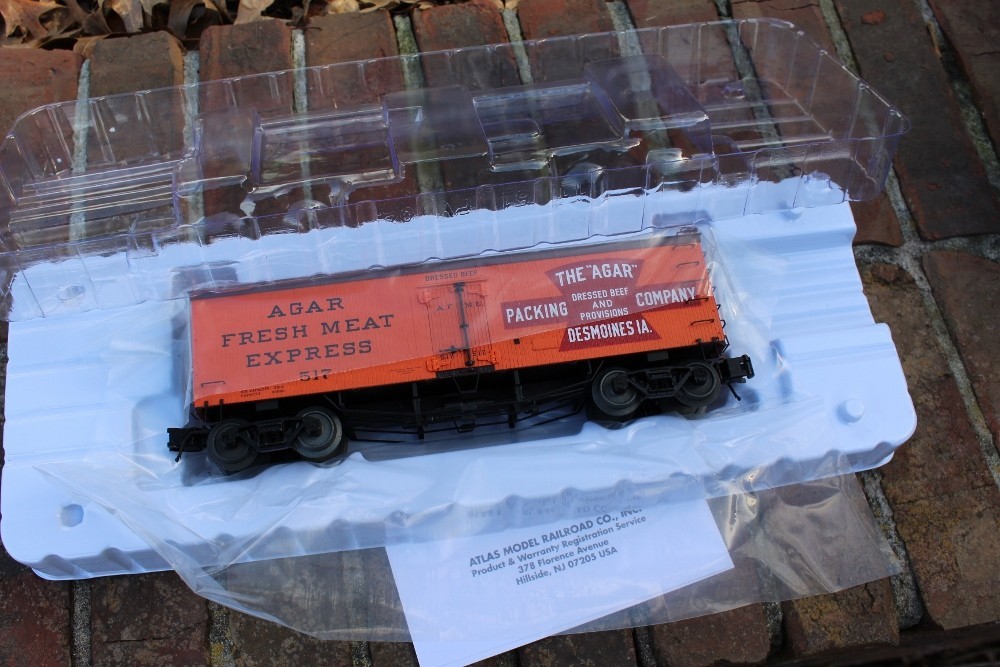 AGAR
FRESH MEAT
EXPRESS
517
DRESSED BEEF
THE "AGAR"
PACKING
DRESSED BEEF
AND
PROVISIONS
COMPANY
DESMOINES IA.
ATLAS MODEL RAILROAD CO., INC.
Product & Warranty Registration Service
378 Florence Avenue
Hillside, NJ 07205 USA